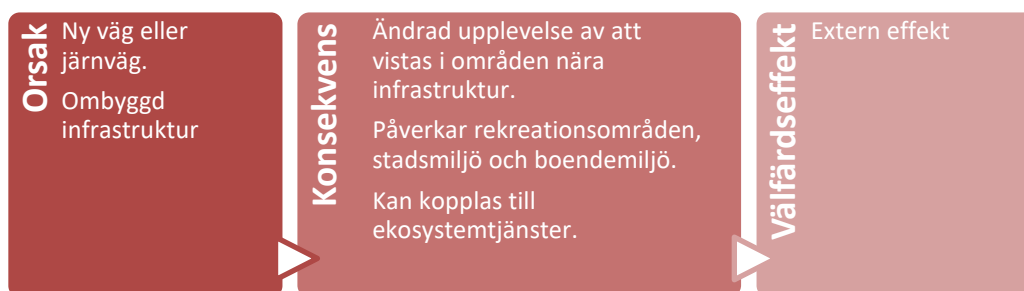 Orsak
Ny väg eller
järnväg.
Ombyggd
infrastruktur
Konsekvens
Ändrad upplevelse av att
vistas i områden nära
infrastruktur.
Påverkar rekreationsområden,
stadsmiljö och boendemiljö.
Kan kopplas till
ekosystemtjänster.
Välfärdseffekt
Extern effekt